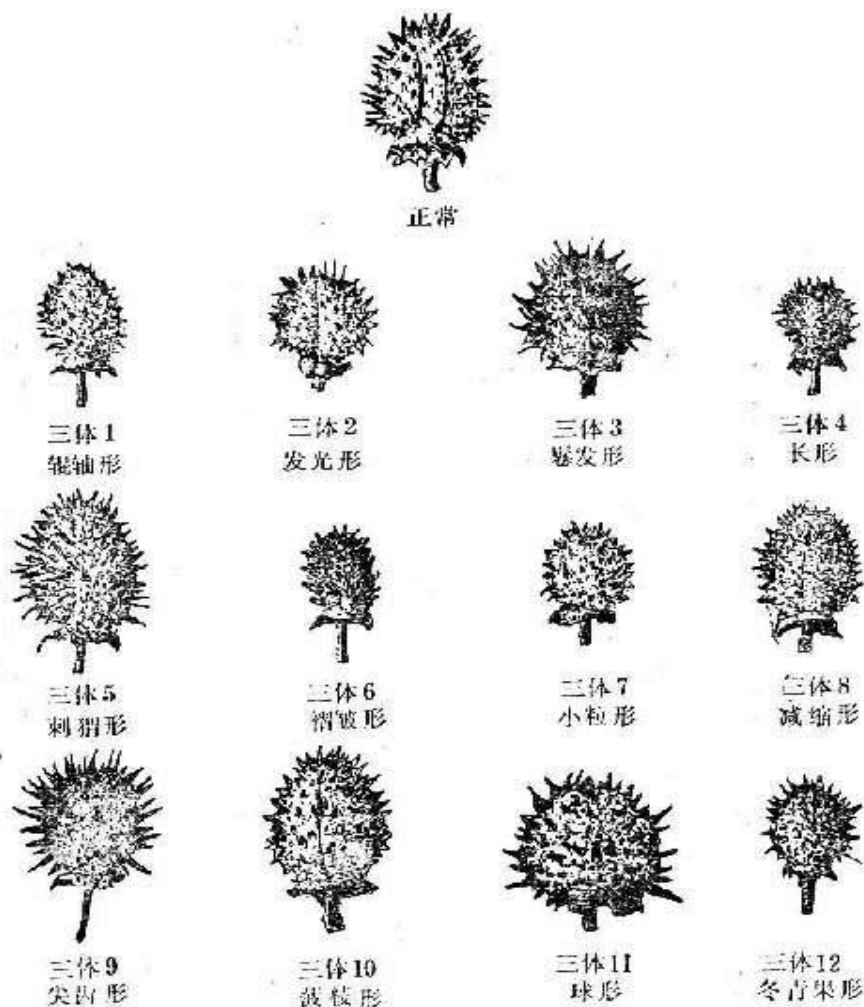 正常
三体1
辊轴形
三体2
发光形
三体3
三体4
长形
三体5
刺猬形
三体6
褶皱形
三体7
小粒形
三体8
减缩形
三体9
尖齿形
三体10
三体11
球形
三体12
冬青果形